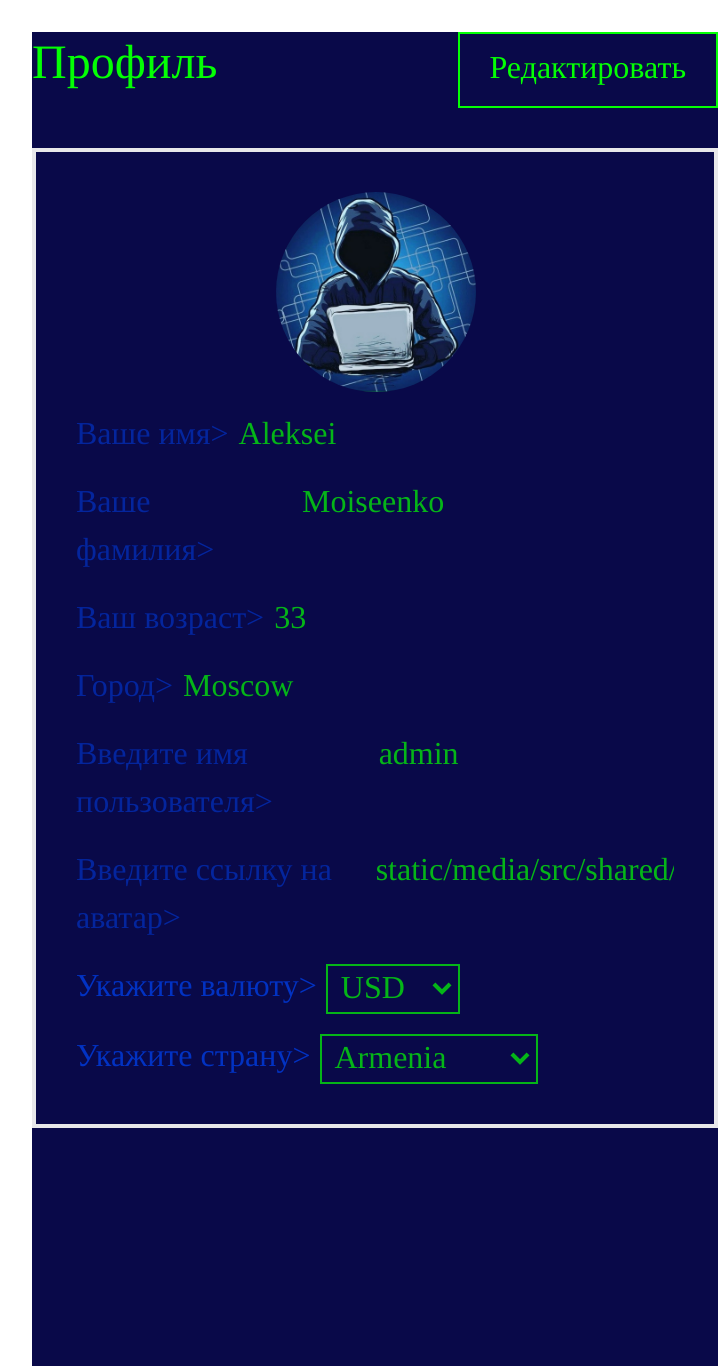 Профиль
Редактировать
Ваше имя> Aleksei
Ваше Moiseenko
фамилия>
Ваш возраст> 33
Город> Moscow
Введите имя admin
пользователя>
Введите ссылку на static/media/src/shared/
аватар>
Укажите валюту> USD
Укажите страну> Armenia